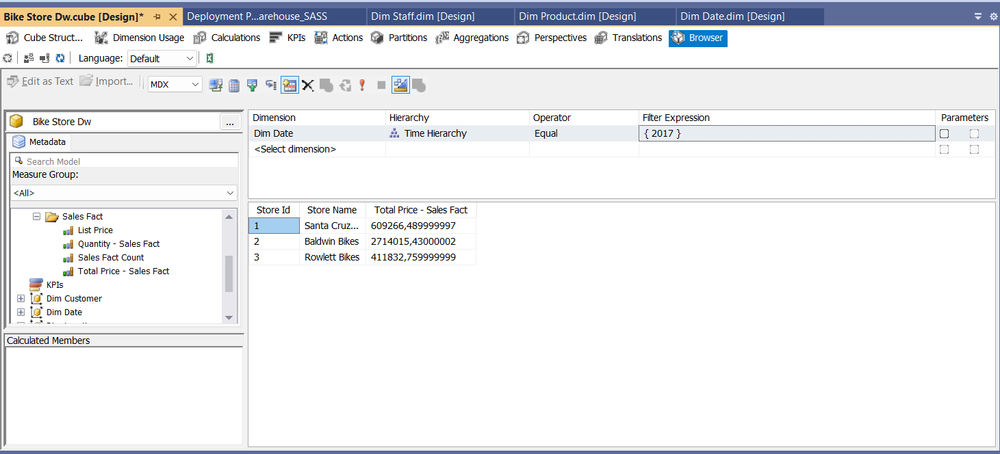 Bike Store Dw.cube [Design]* Deployment P...arehouse_SASS Dim Staff.dim [Design] Dim Product.dim [Design] Dim Date.dim [Design]
Cube Struct... Dimension Usage Calculations KPIs Actions Partitions Aggregations Perspectives Translations Browser
Language: Default
Edit as Text Import... MDX
Bike Store Dw ...
Metadata
Search Model
Measure Group:
<All>
Sales Fact
List Price
Quantity - Sales Fact
Sales Fact Count
Total Price - Sales Fact
KPIs
Dim Customer
Dim Date
Calculated Members
Dimension Hierarchy Operator Filter Expression Parameters
Dim Date Time Hierarchy Equal { 2017 }
<Select dimension>
Store Id Store Name Total Price - Sales Fact
1 Santa Cruz... 609266,489999997
2 Baldwin Bikes 2714015,43000002
3 Rowlett Bikes 411832,759999999